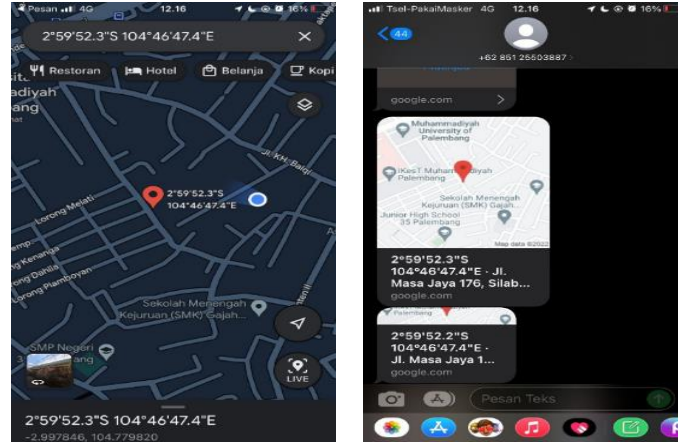 Pesan 4G 12.16 16%
2°59'52.3"S 104°46'47.4"E
Restoran Hotel Belanja Kopi
adiyah
ang
Jl. KH. Balqi
2°59'52.3"S
104°46'47.4"E
Lorong Melati
Kenanga
Lorong Flamboyan
Sekolah Menengah
Kejuruan (SMK) Gajah...
SMP Negeri
LIVE
2°59'52.3"S 104°46'47.4"E
-2.997846, 104.779820
Tsel-PakaiMasker 4G 12.16 16%
44
+62 851 25503887
google.com
Muhammadiyah
University of
Palembang
Palembang
Sekolah Menengah
Kejuruan (SMK) Gajah...
Junior High School
35 Palembang
Map data ©2022
2°59'52.3"S
104°46'47.4"E · Jl.
Masa Jaya 176, Silab...
google.com
Palembang
2°59'52.2"S
104°46'47.4"E ·
Jl. Masa Jaya 1...
google.com
Pesan Teks